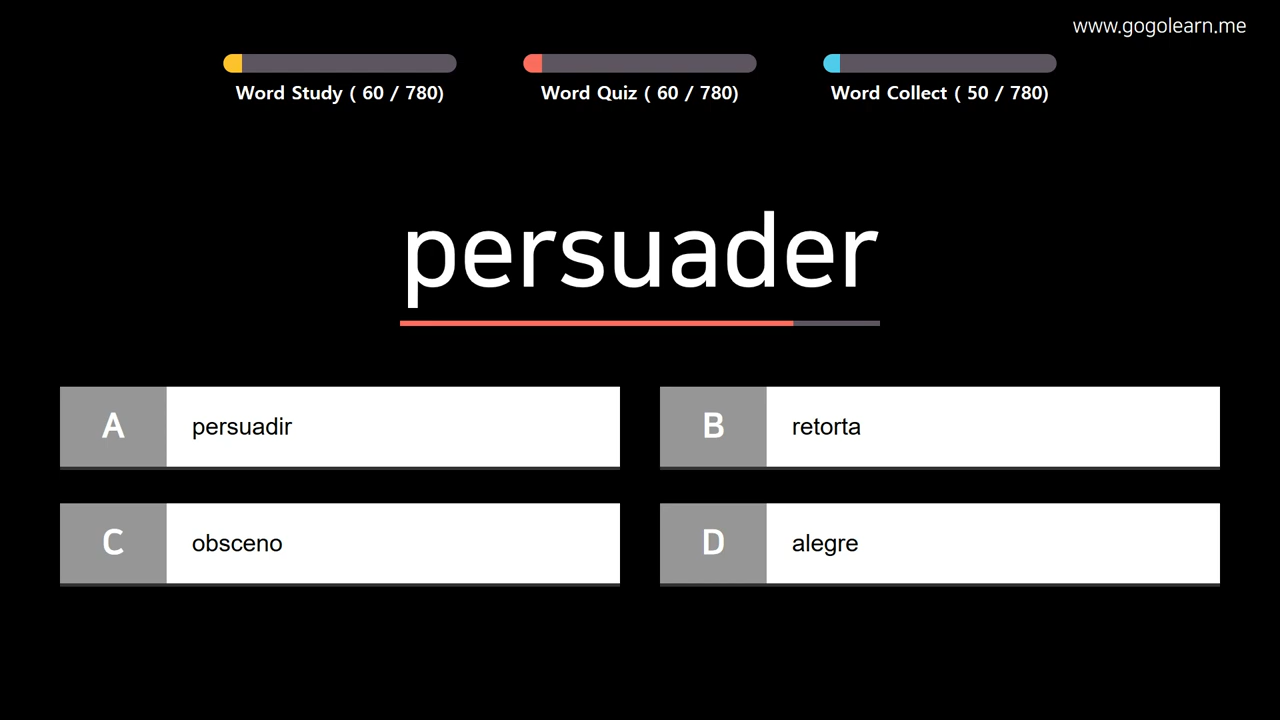 www.gogolearn.me
Word Study ( 60 / 780)
Word Quiz ( 60 / 780)
Word Collect ( 50 / 780)
persuader
A persuadir
B retorta
C obsceno
D alegre